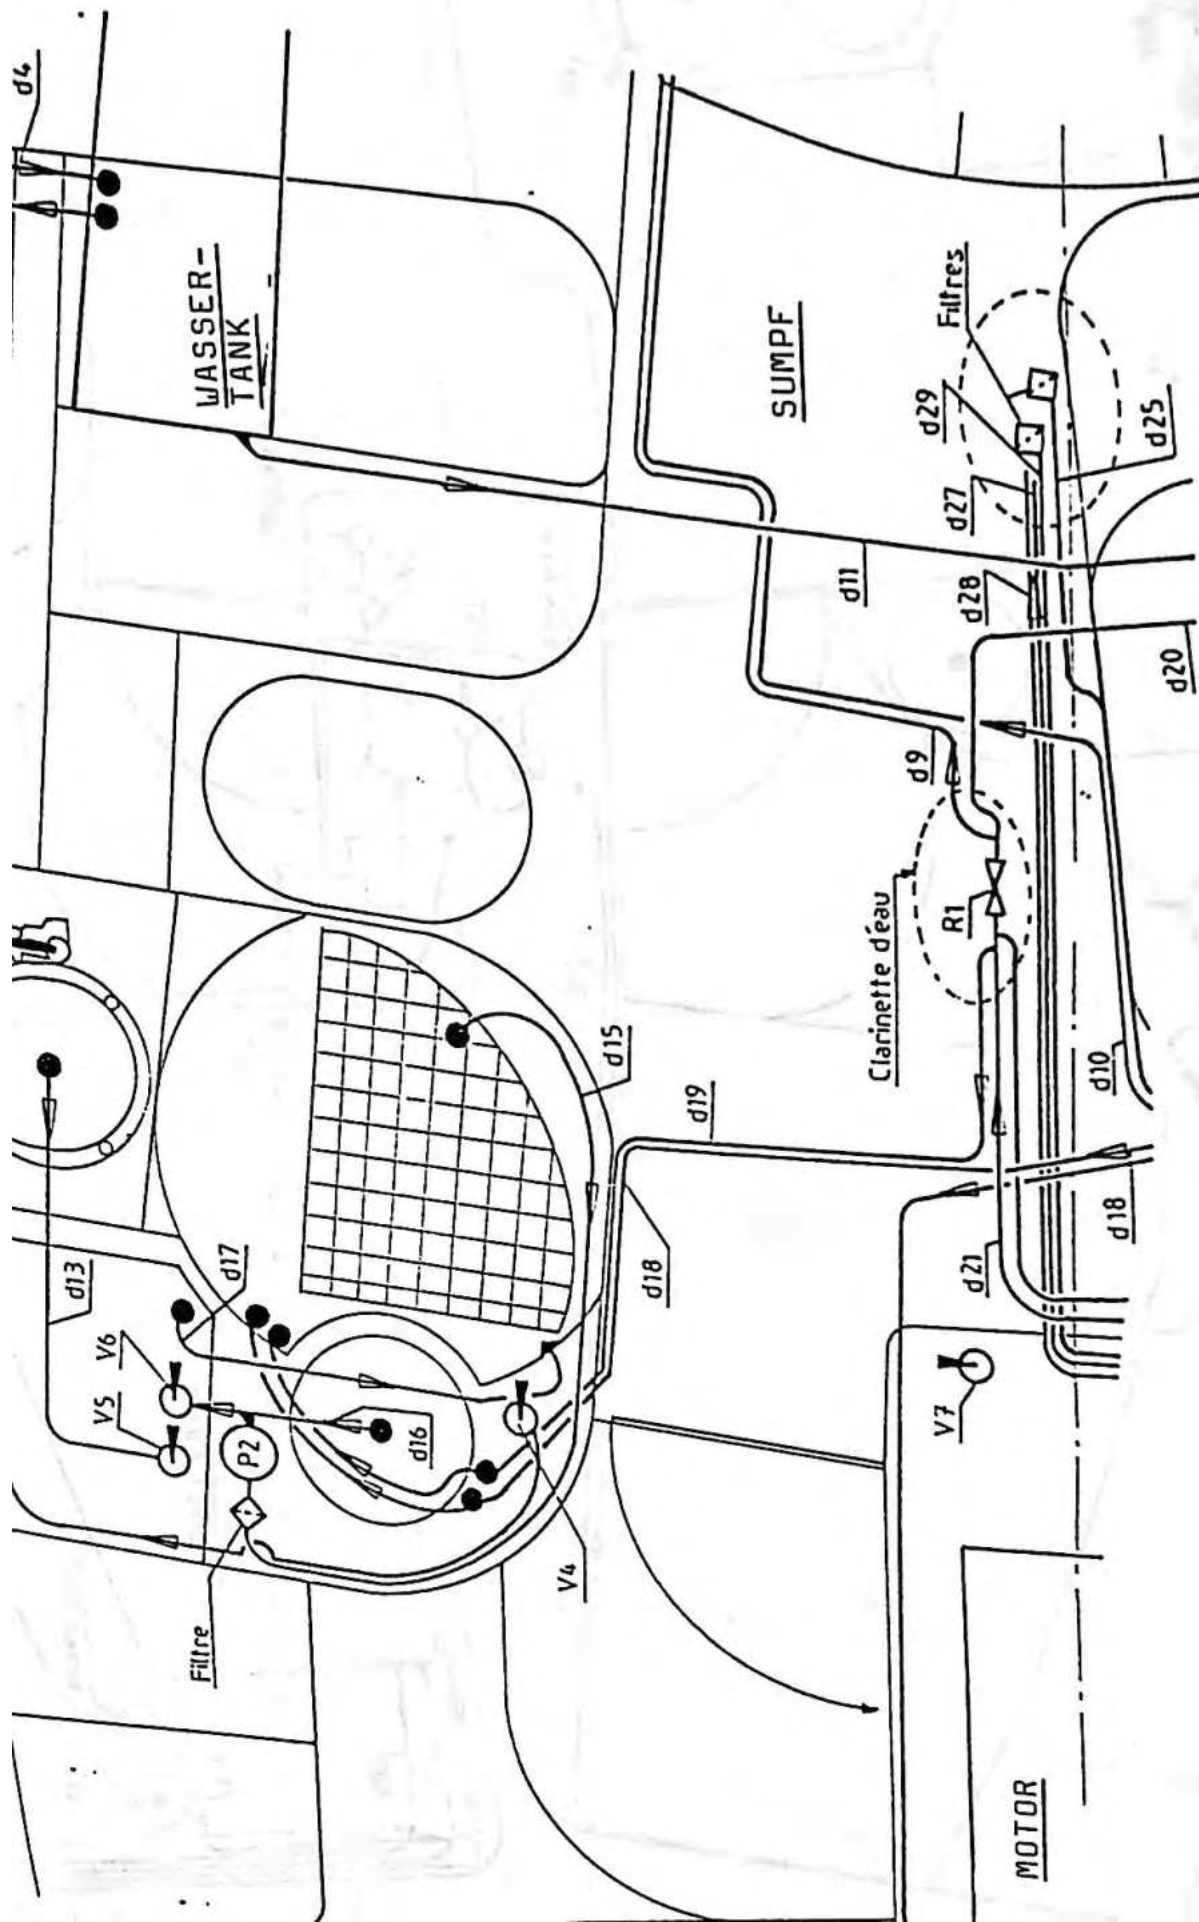 d4
WASSER-
TANK
SUMPF
Filtres
d29
d27
d25
d11
d28
d20
d9
R1
Clarinette d'eau
d15
d19
d10
d18
d18
d21
d13
d17
V6
V5
P2
d16
V4
V7
Filtre
MOTOR